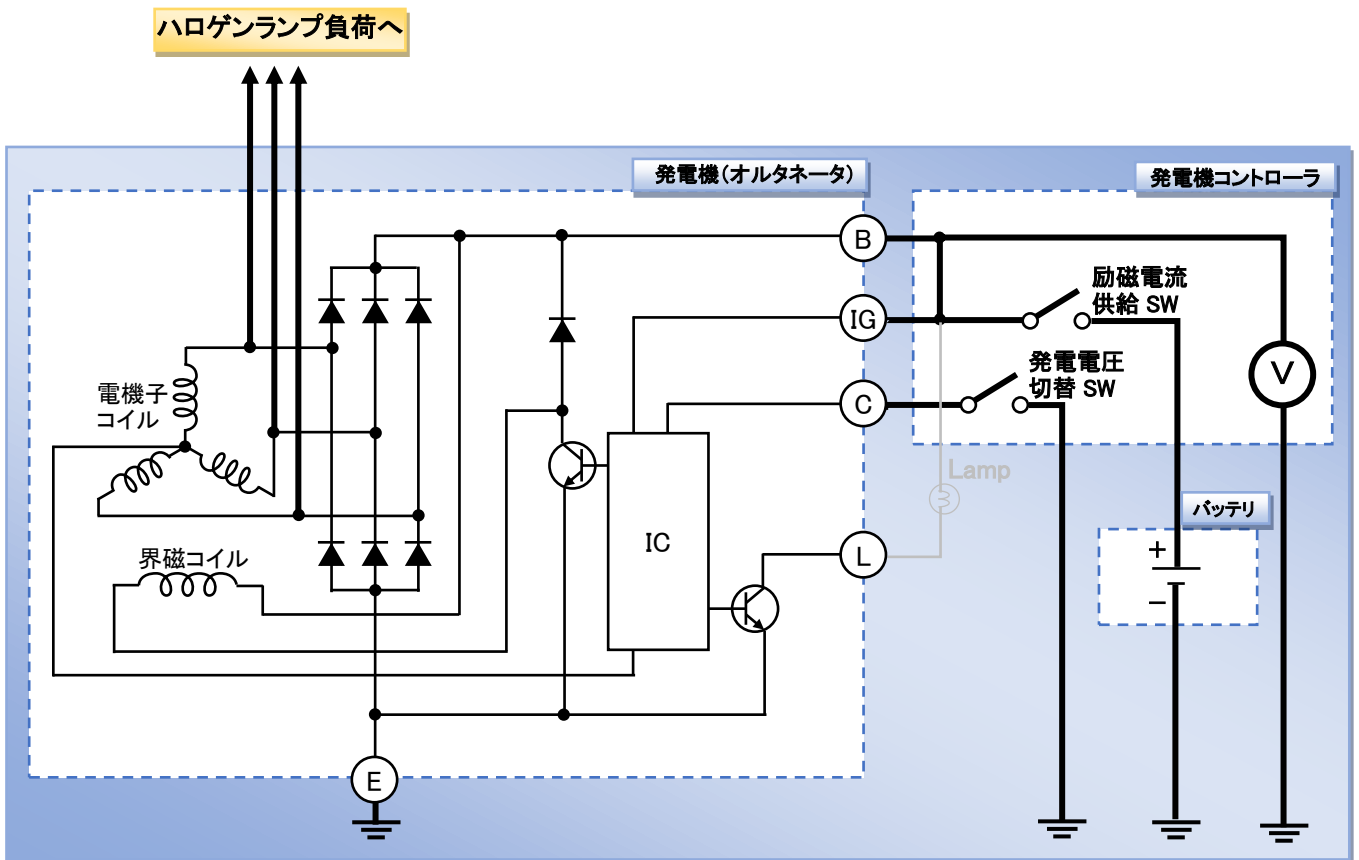 ハロゲンランプ負荷へ
発電機(オルタネータ)
発電機コントローラ
B
励磁電流
供給 SW
IG
発電電圧
切替 SW
V
電機子
コイル
C
Lamp
バッテリ
IC
L
+
界磁コイル
−
E